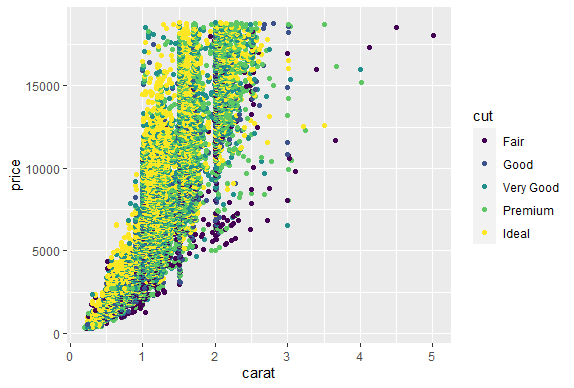 15000
10000
5000
0
price
0 1 2 3 4 5
carat
cut
Fair
Good
Very Good
Premium
Ideal